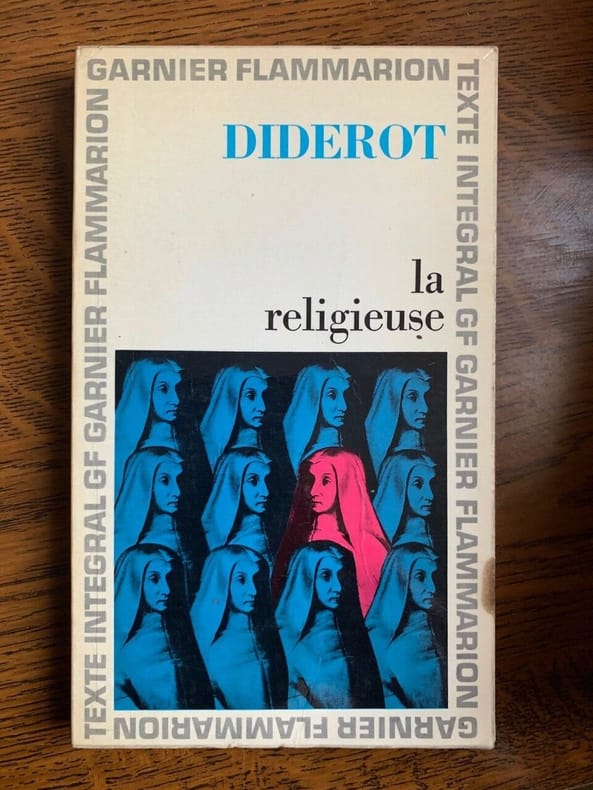 GARNIER FLAMMARION
TEXTE INTEGRAL GF GARNIER FLAMMARION
GARNIER FLAMMARION
TEXTE INTEGRAL GF GARNIER FLAMMARION
DIDEROT
la
religieuse